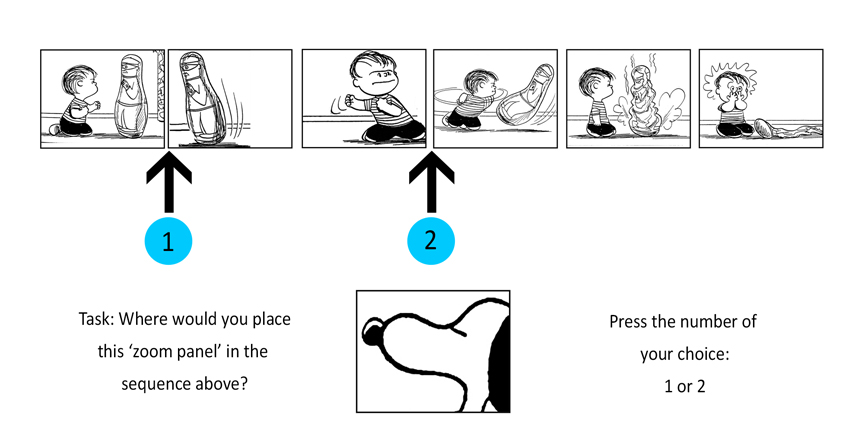 1
2
Task: Where would you place
this ‘zoom panel’ in the
sequence above?
Press the number of
your choice:
1 or 2